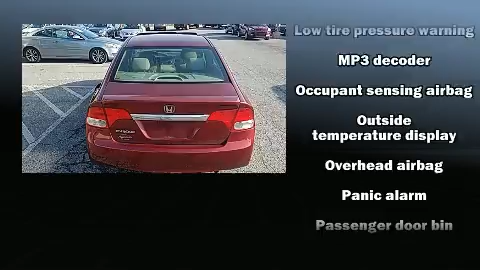 Low tire pressure warning
MP3 decoder
Occupant sensing airbag
Outside
temperature display
Overhead airbag
Panic alarm
Passenger door bin